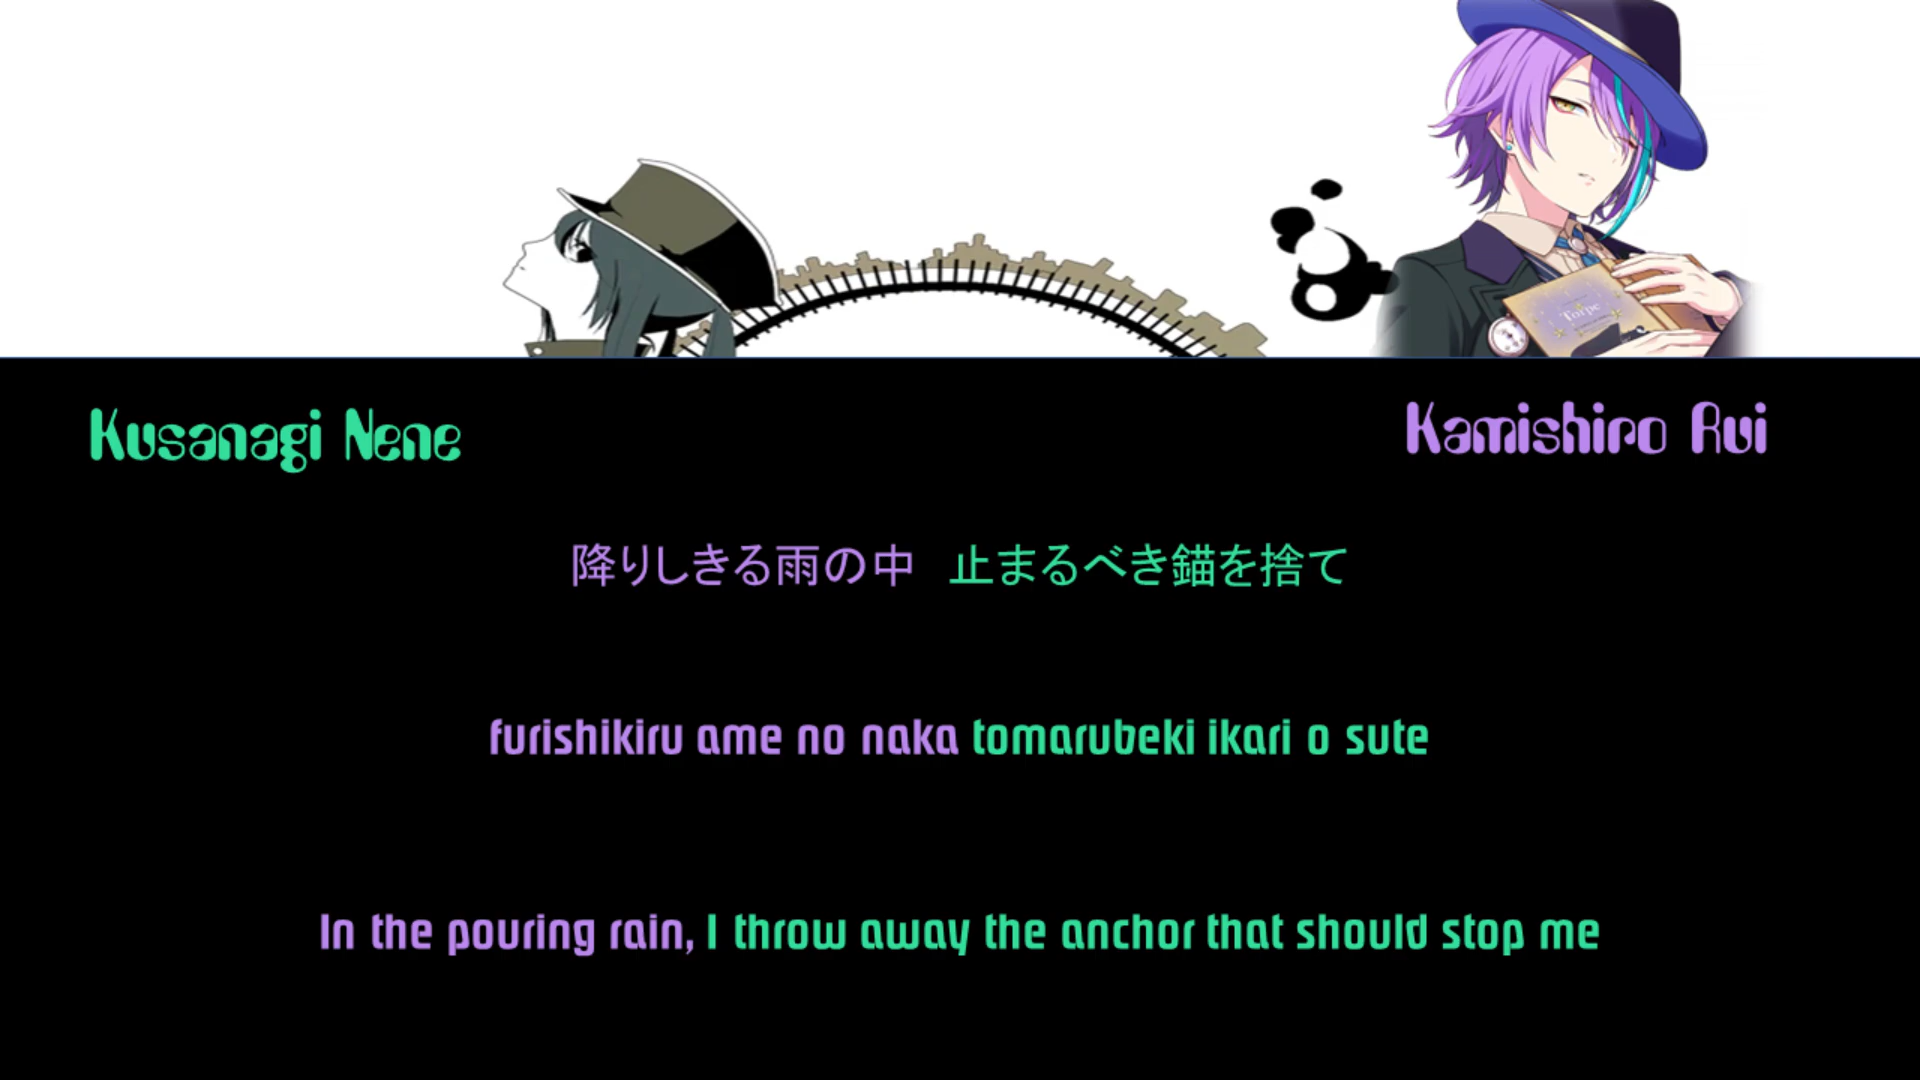 Torpe
Kusanagi Nene
Kamishiro Rui
降りしきる雨の中 止まるべき錨を捨て
furishikiru ame no naka tomarubeki ikari o sute
In the pouring rain, I throw away the anchor that should stop me